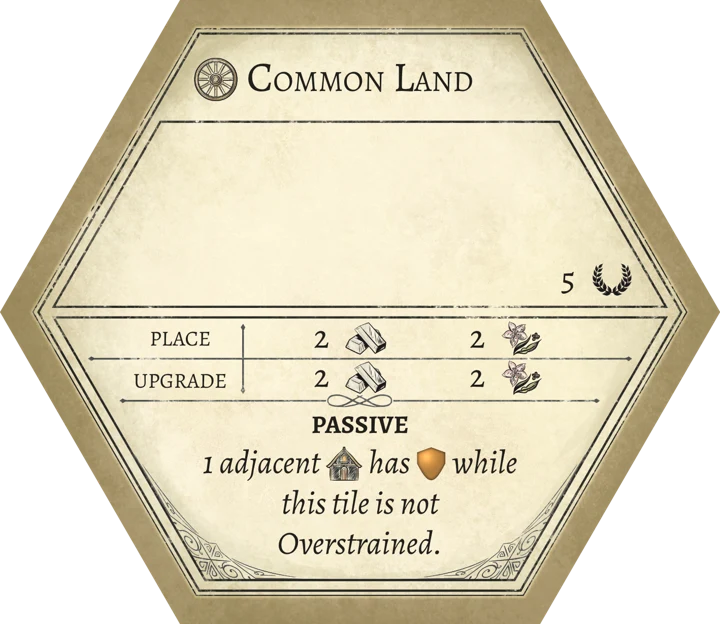 Common Land
5
PLACE 2 2
UPGRADE 2 2
PASSIVE
1 adjacent has while
this tile is not
Overstrained.